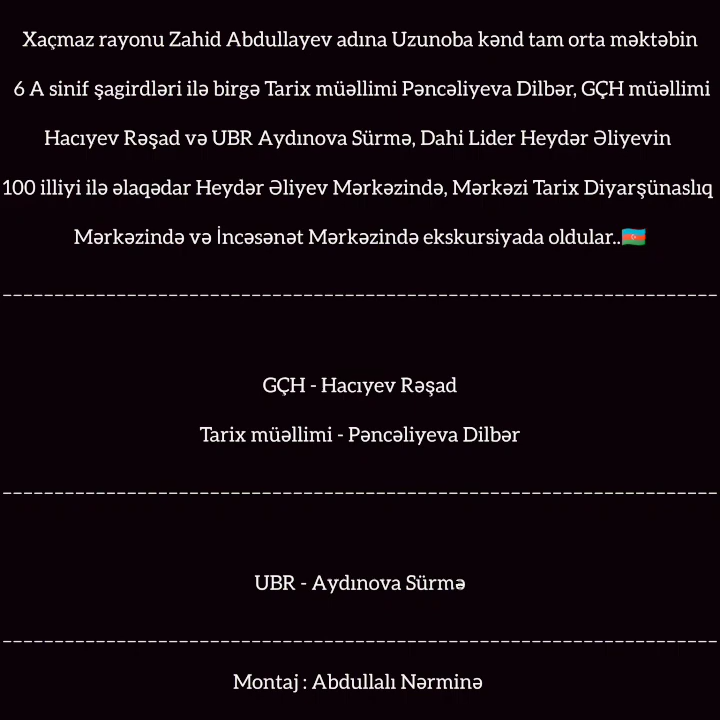 Xaçmaz rayonu Zahid Abdullayev adına Uzunoba kənd tam orta məktəbin
6 A sinif şagirdləri ilə birgə Tarix müəllimi Pəncəliyeva Dilbər, GÇH müəllimi
Hacıyev Rəşad və UBR Aydınova Sürmə, Dahi Lider Heydər Əliyevin
100 illiyi ilə əlaqədar Heydər Əliyev Mərkəzində, Mərkəzi Tarix Diyarşünaslıq
Mərkəzində və İncəsənət Mərkəzində ekskursiyada oldular..🇦🇿
GÇH - Hacıyev Rəşad
Tarix müəllimi - Pəncəliyeva Dilbər
UBR - Aydınova Sürmə
Montaj : Abdullalı Nərminə